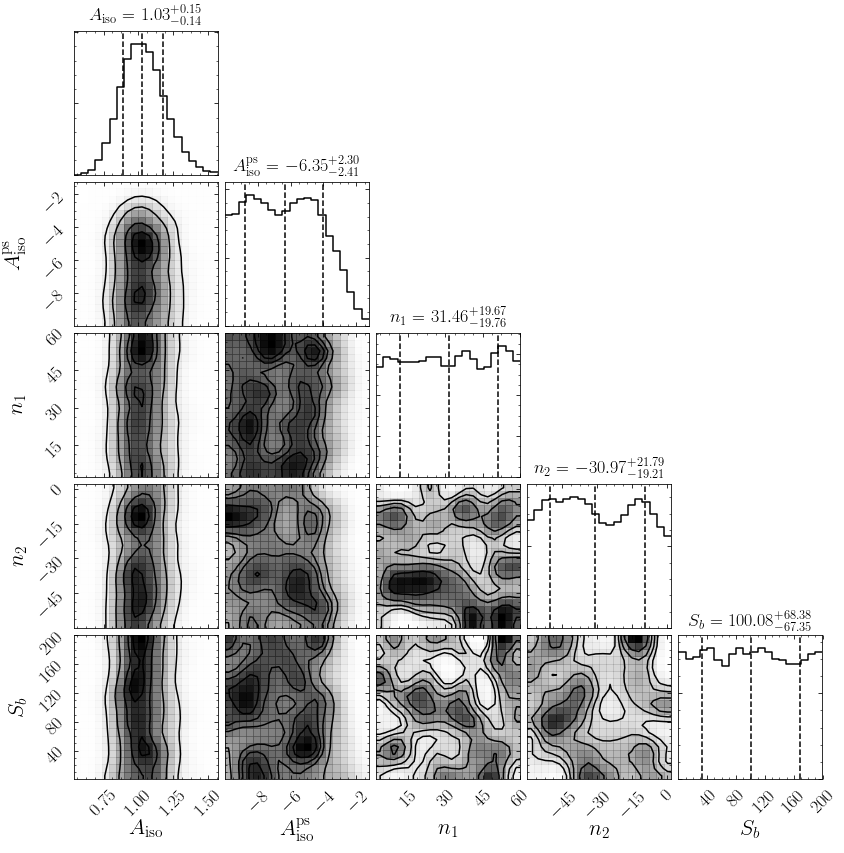 A_iso = 1.03^{+0.15}_{-0.14}
A^ps_iso = −6.35^{+2.30}_{-2.41}
−2
−4
−6
−8
A^ps_iso
n_1 = 31.46^{+19.67}_{-19.76}
60
45
30
15
n_1
n_2 = −30.97^{+21.79}_{-19.21}
0
−15
−30
−45
n_2
S_b = 100.08^{+68.38}_{-67.35}
200
160
120
80
40
S_b
0.75 1.00 1.25 1.50 −8 −6 −4 −2 15 30 45 60 −45 −30 −15 0 40 80 120 160 200
A_iso A^ps_iso n_1 n_2 S_b